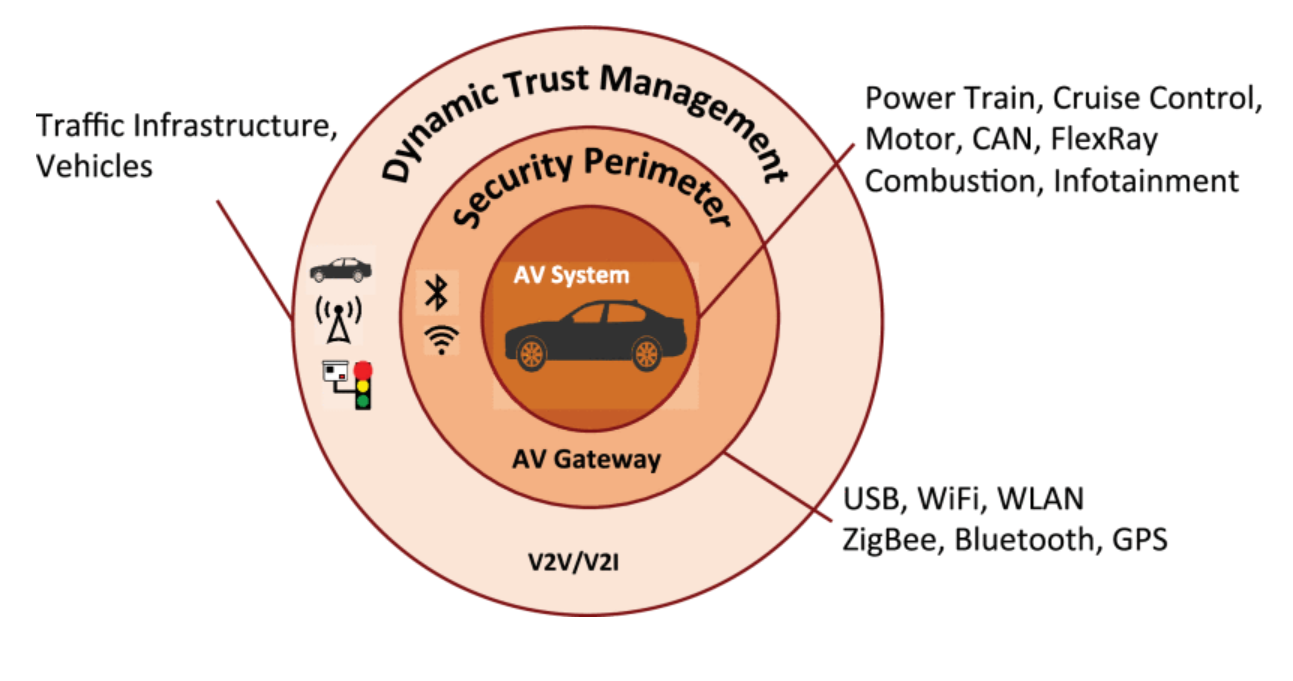 Dynamic Trust Management
Traffic Infrastructure,
Vehicles
Power Train, Cruise Control,
Motor, CAN, FlexRay
Combustion, Infotainment
Security Perimeter
AV System
AV Gateway
USB, WiFi, WLAN
ZigBee, Bluetooth, GPS
V2V/V2I